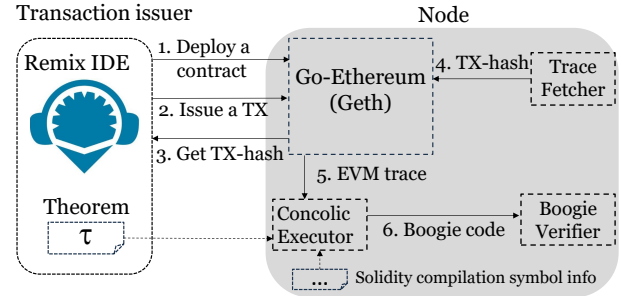 Transaction issuer
Node
Remix IDE
1. Deploy a
contract
2. Issue a TX
3. Get TX-hash
Go-Ethereum
(Geth)
4. TX-hash
Trace
Fetcher
5. EVM trace
Theorem
τ
Concolic
Executor
6. Boogie code
Boogie
Verifier
...
Solidity compilation symbol info